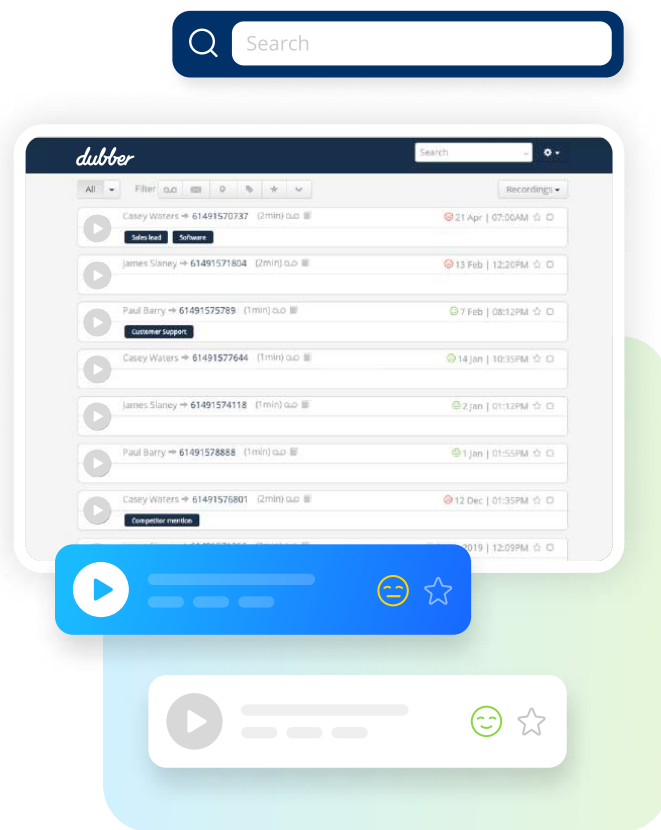 Search
dubber
Search
All Filter Recordings
Casey Waters ➔ 61491570737 (2min) 21 Apr | 07:00AM
Sales lead Software
James Slaney ➔ 61491571804 (2min) 13 Feb | 12:20PM
Paul Barry ➔ 61491575789 (1min) 7 Feb | 08:12PM
Customer Support
Casey Waters ➔ 61491577644 (1min) 14 Jan | 10:35PM
James Slaney ➔ 61491574118 (1min) 2 Jan | 01:12PM
Paul Barry ➔ 61491578888 (1min) 1 Jan | 01:55PM
Casey Waters ➔ 61491576801 (2min) 12 Dec | 01:35PM
Competitor mention
2019 | 12:09PM